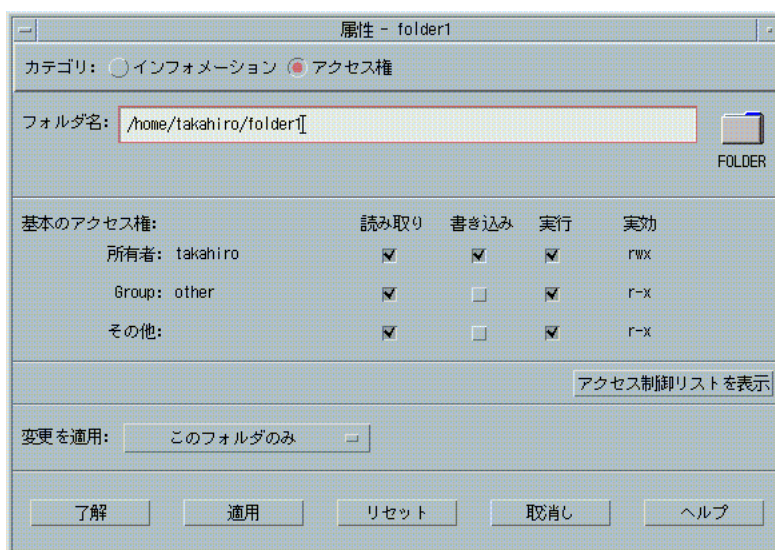 属性 - folder1
カテゴリ: インフォメーション アクセス権
フォルダ名: /home/takahiro/folder1
FOLDER
基本のアクセス権: 読み取り 書き込み 実行 実効
所有者: takahiro rwx
Group: other r-x
その他: r-x
アクセス制御リストを表示
変更を適用: このフォルダのみ
了解 適用 リセット 取消し ヘルプ